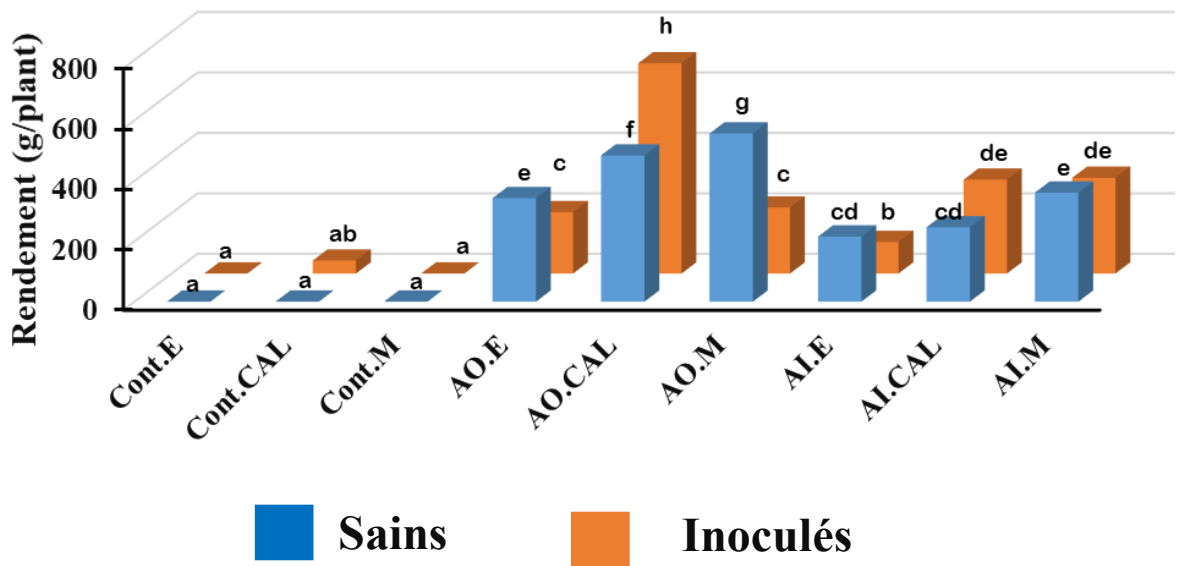 Rendement (g/plant)
800
600
400
200
0
a
a
a
ab
a
a
e
c
f
h
g
c
cd
b
cd
de
e
de
Cont.E
Cont.CAL
Cont.M
AO.E
AO.CAL
AO.M
AI.E
AI.CAL
AI.M
Sains
Inoculés